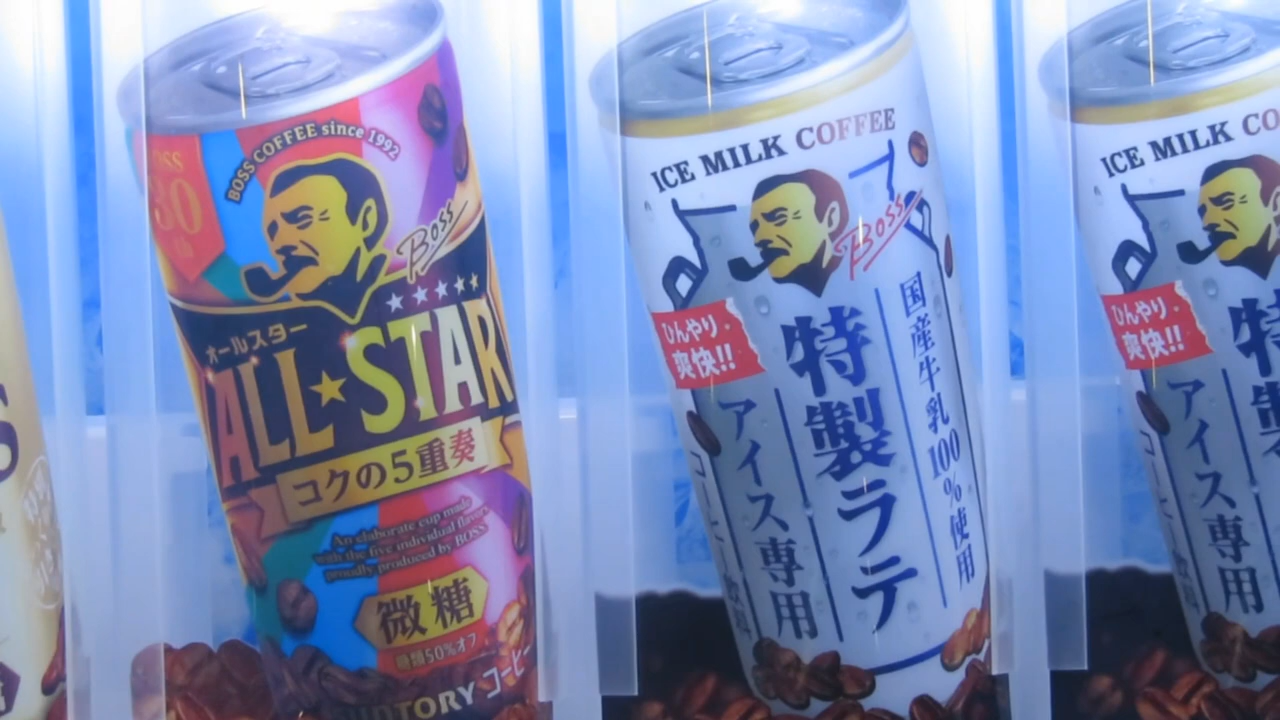 BOSS COFFEE since 1992
BOSS
30
th
Boss
オールスター
ALL★STAR
コクの5重奏
An elaborate cup made
with the five individual flavors
proudly produced by BOSS
微糖
糖類50%オフ
SUNTORY コーヒー
ICE MILK COFFEE
Boss
ひんやり・
爽快!!
国産牛乳100%使用
特製ラテ
アイス専用
ICE MILK CO
ひんやり・
爽快!!
特製
アイス専用